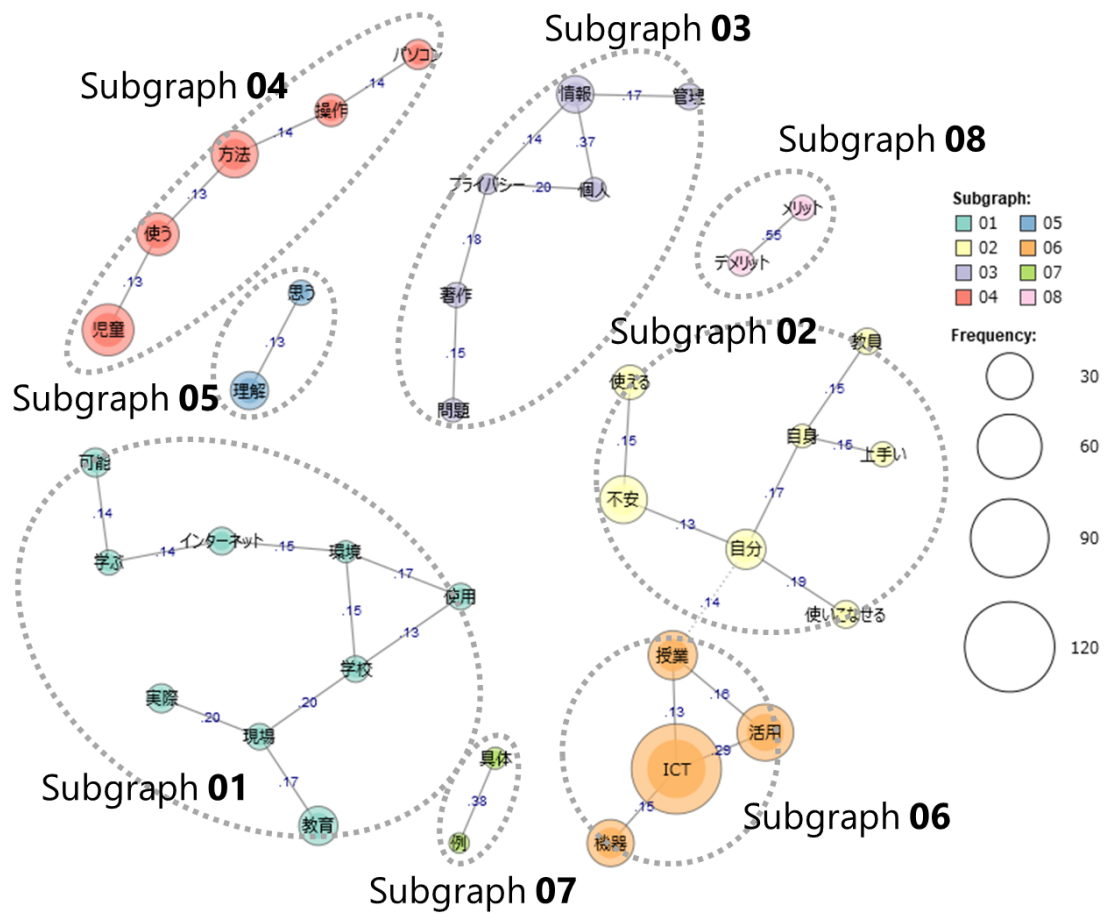 Subgraph 04
パソコン
.14
操作
.14
方法
.13
使う
.13
児童
Subgraph 03
情報
.17
管理
.14
.37
プライバシー
.20
個人
.18
著作
.15
問題
Subgraph 08
メリット
.55
デメリット
Subgraph 05
思う
.13
理解
Subgraph 02
教員
使える
.15
.15
自身
.15
上手い
不安
.17
.13
自分
.19
使いこなせる
.14
Subgraph 01
可能
.14
学ぶ
.14
インターネット
.15
環境
.17
使用
.15
.13
学校
実際
.20
.20
現場
.17
教育
Subgraph 07
具体
.38
例
Subgraph 06
授業
.16
.13
活用
.29
ICT
.15
機器
Subgraph:
01 05
02 06
03 07
04 08
Frequency:
30
60
90
120